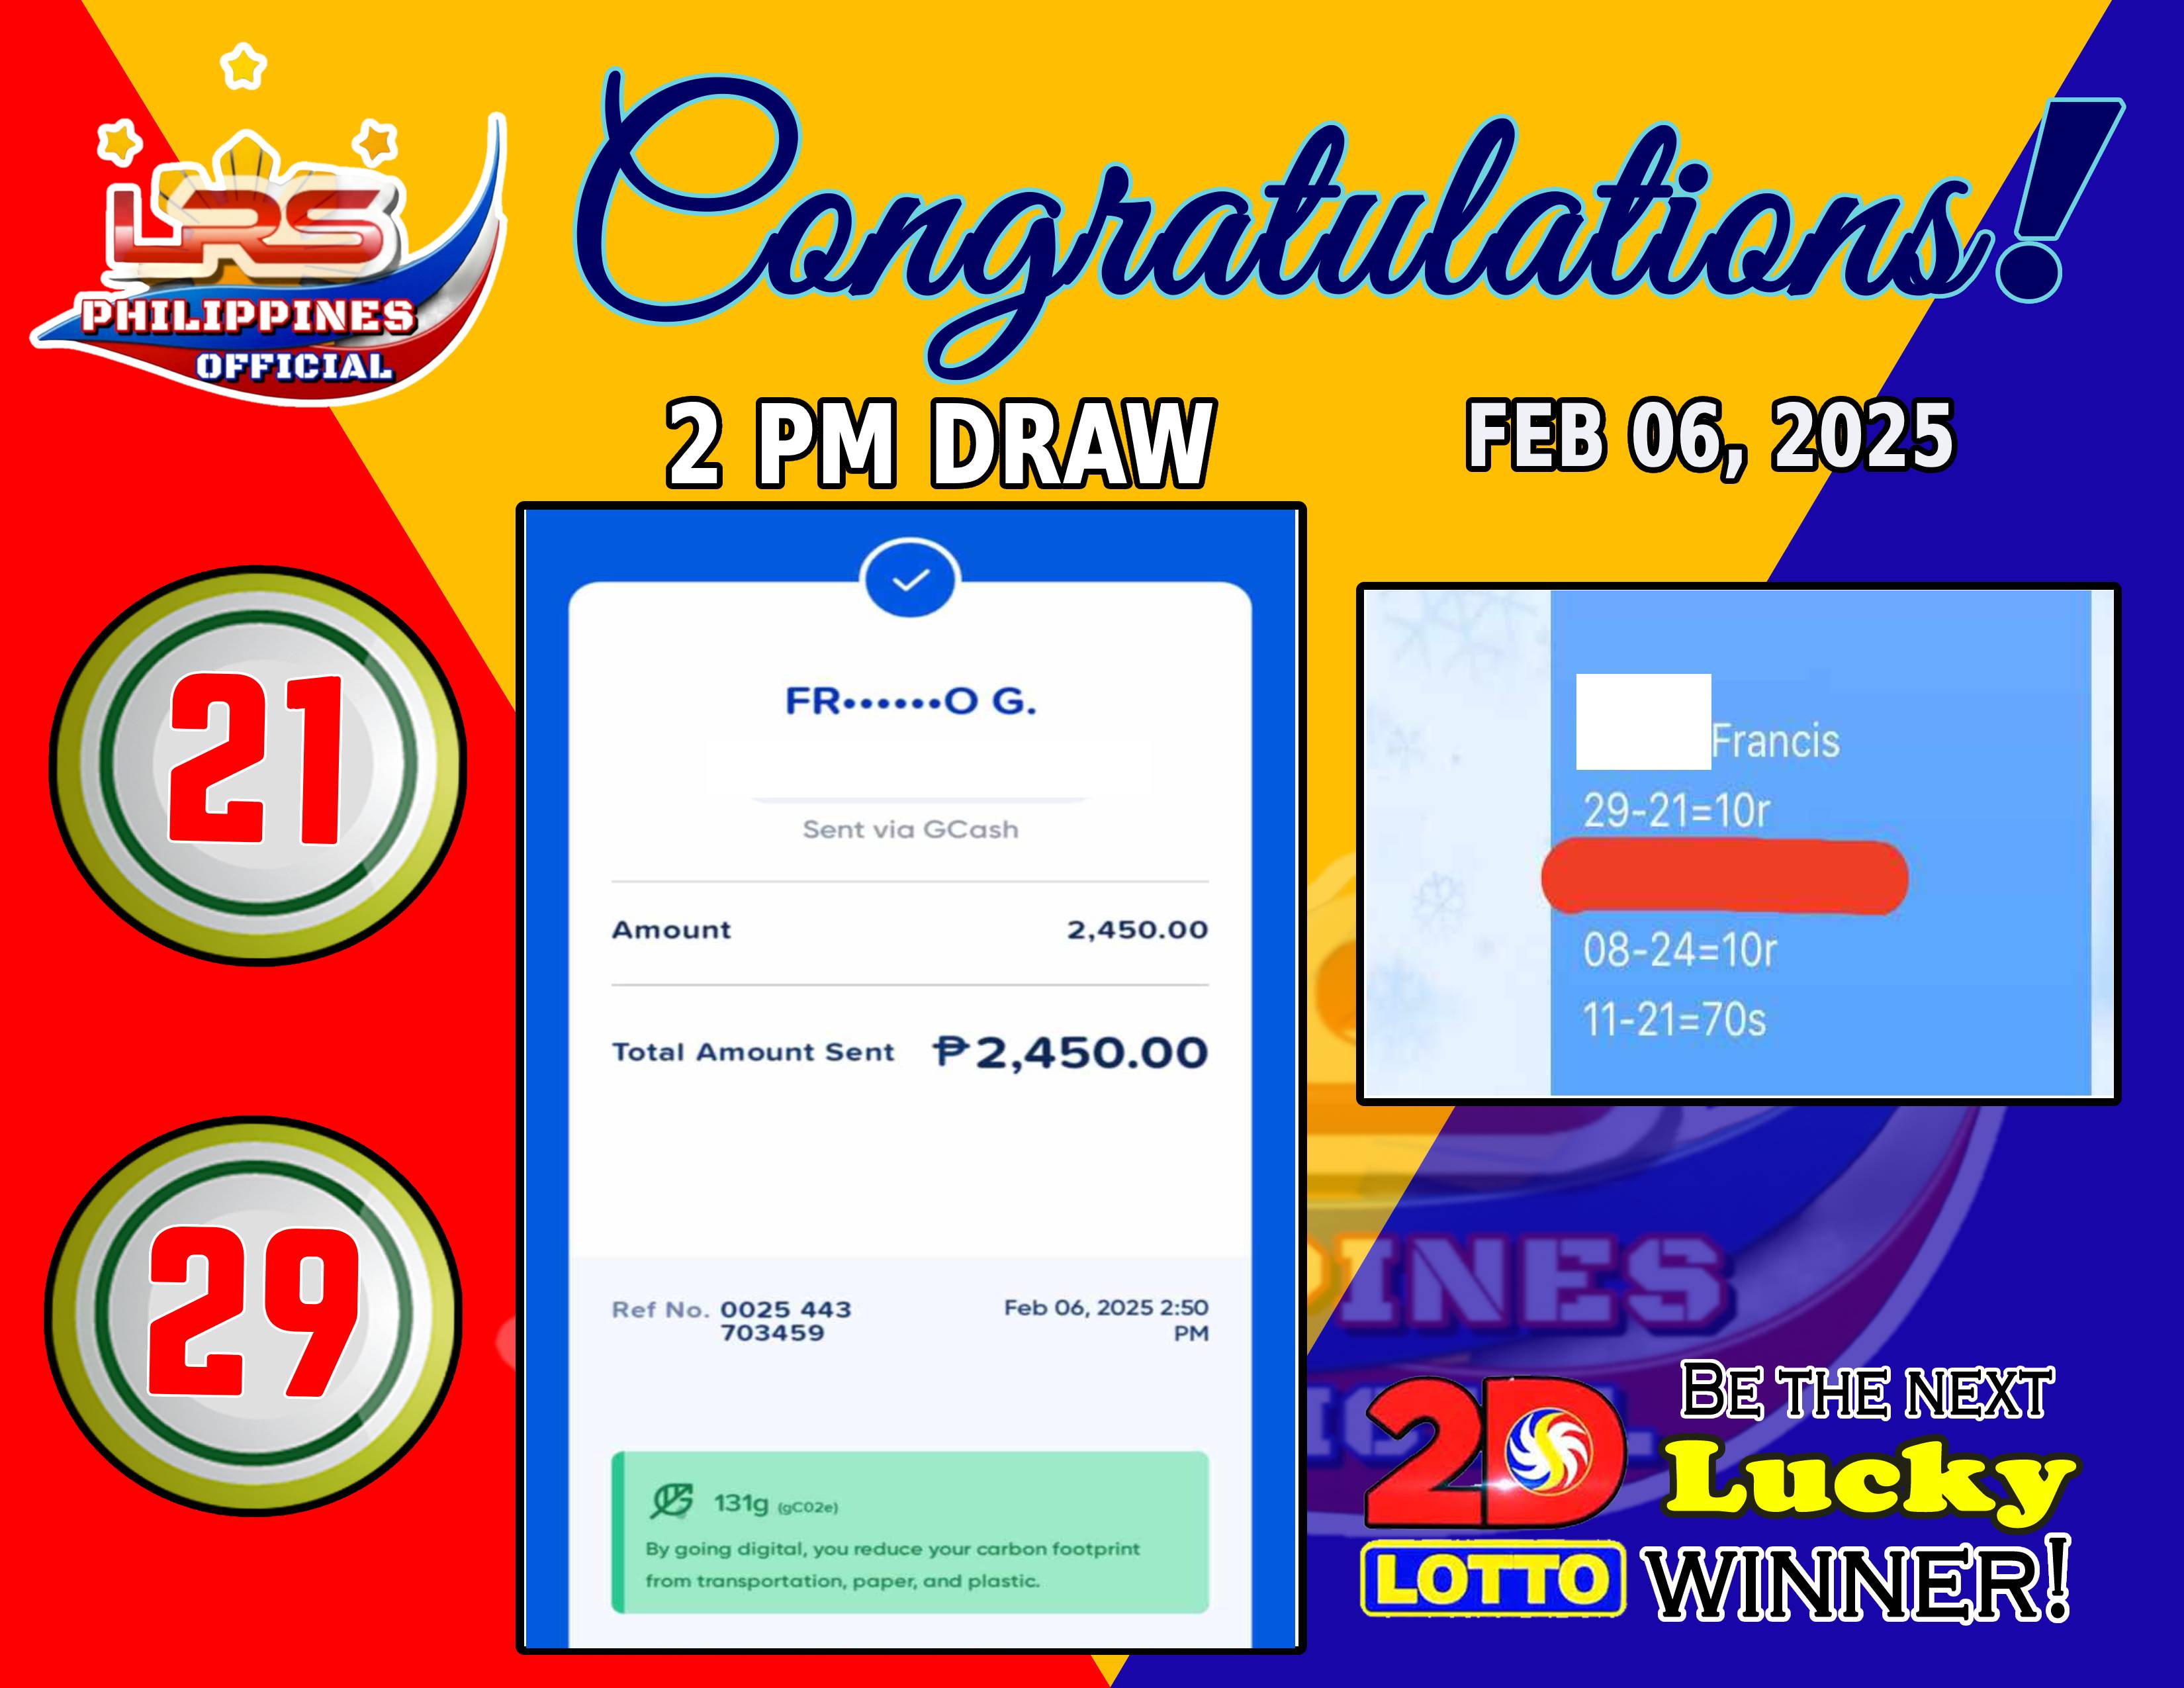 LRS
PHILIPPINES
OFFICIAL
Congratulations!
2 PM DRAW
FEB 06, 2025
21
29
FR••••••O G.
Sent via GCash
Amount 2,450.00
Total Amount Sent ₱2,450.00
Ref No. 0025 443
703459
Feb 06, 2025 2:50
PM
131g (gC02e)
By going digital, you reduce your carbon footprint
from transportation, paper, and plastic.
Francis
29-21=10r
08-24=10r
11-21=70s
PINES
2D
LOTTO
BE THE NEXT
Lucky
WINNER!